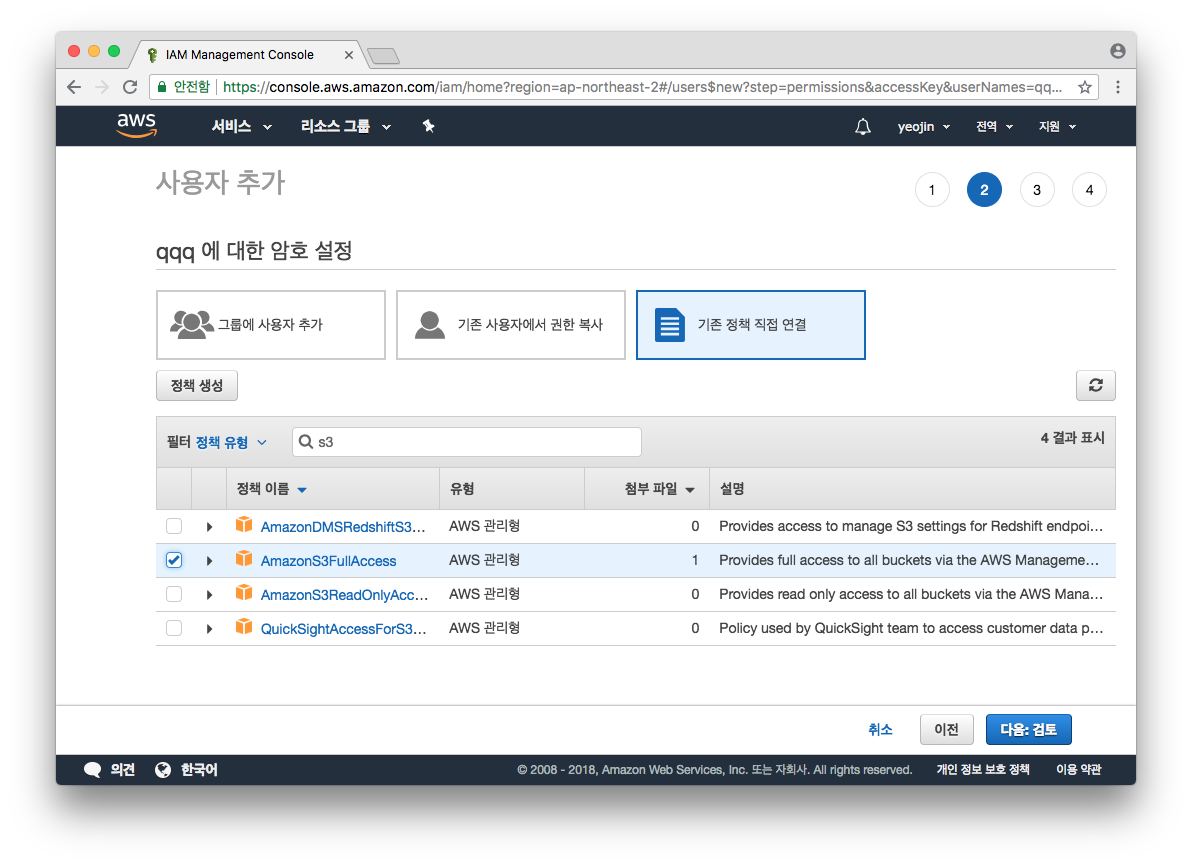 IAM Management Console
안전함 https://console.aws.amazon.com/iam/home?region=ap-northeast-2#/users$new?step=permissions&accessKey&userNames=qq...
aws 서비스 리소스 그룹 yeojin 전역 지원
사용자 추가 1 2 3 4
qqq 에 대한 암호 설정
그룹에 사용자 추가 기존 사용자에서 권한 복사 기존 정책 직접 연결
정책 생성
필터 정책 유형 s3 4 결과 표시
정책 이름 유형 첨부 파일 설명
AmazonDMSRedshiftS3... AWS 관리형 0 Provides access to manage S3 settings for Redshift endpoi...
AmazonS3FullAccess AWS 관리형 1 Provides full access to all buckets via the AWS Manageme...
AmazonS3ReadOnlyAcc... AWS 관리형 0 Provides read only access to all buckets via the AWS Mana...
QuickSightAccessForS3... AWS 관리형 0 Policy used by QuickSight team to access customer data p...
취소 이전 다음: 검토
의견 한국어 © 2008 - 2018, Amazon Web Services, Inc. 또는 자회사. All rights reserved. 개인 정보 보호 정책 이용 약관